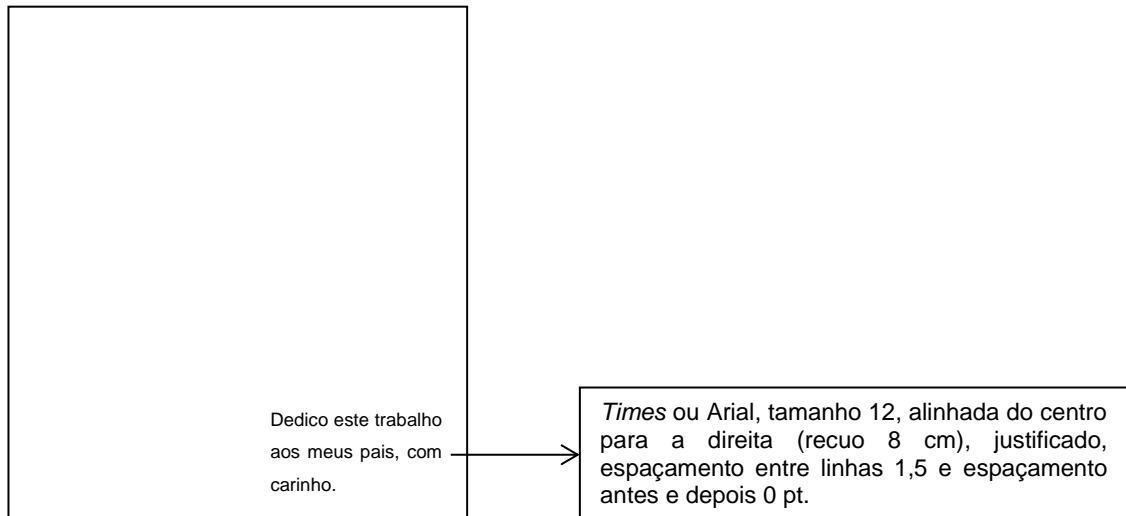 Dedico este trabalho
aos meus pais, com
carinho.
Times ou Arial, tamanho 12, alinhada do centro
para a direita (recuo 8 cm), justificado,
espaçamento entre linhas 1,5 e espaçamento
antes e depois 0 pt.